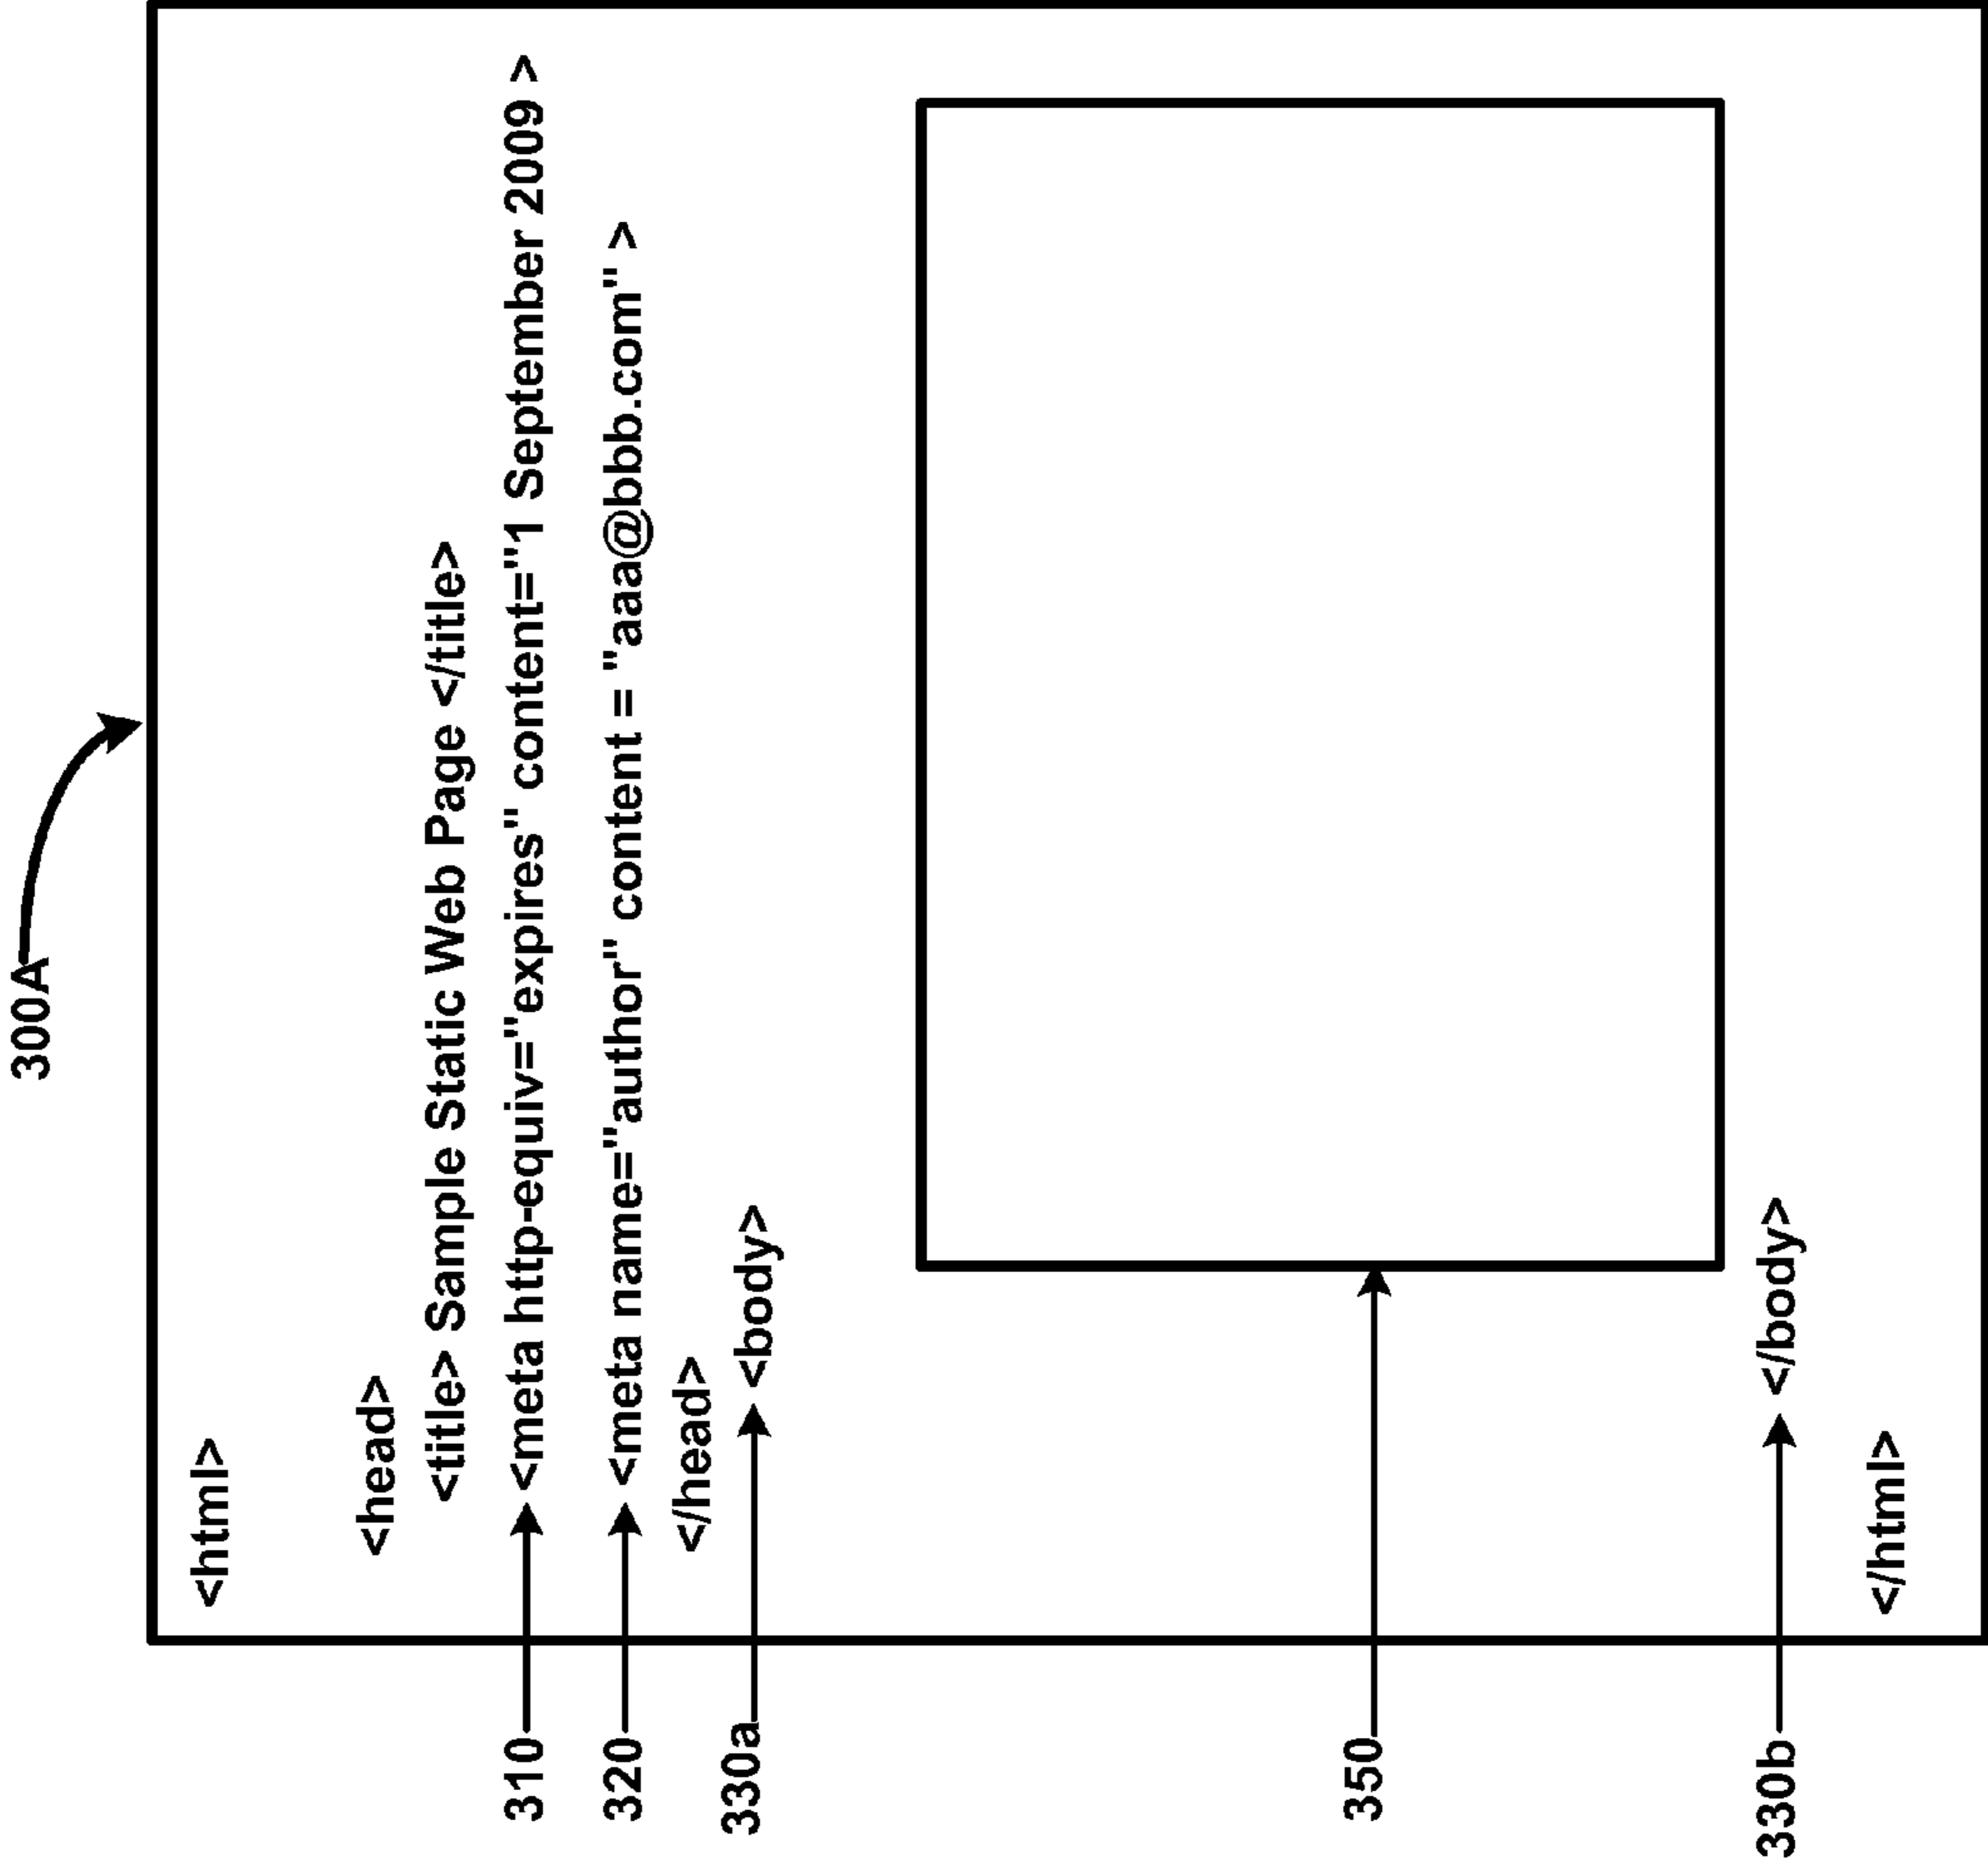 300A
<html>
<head>
<title> Sample Static Web Page </title>
310 <meta http-equiv="expires" content="1 September 2009 >
320 <meta name="author" content = "aaa@bbb.com" >
</head>
330a <body>
350
330b </body>
</html>